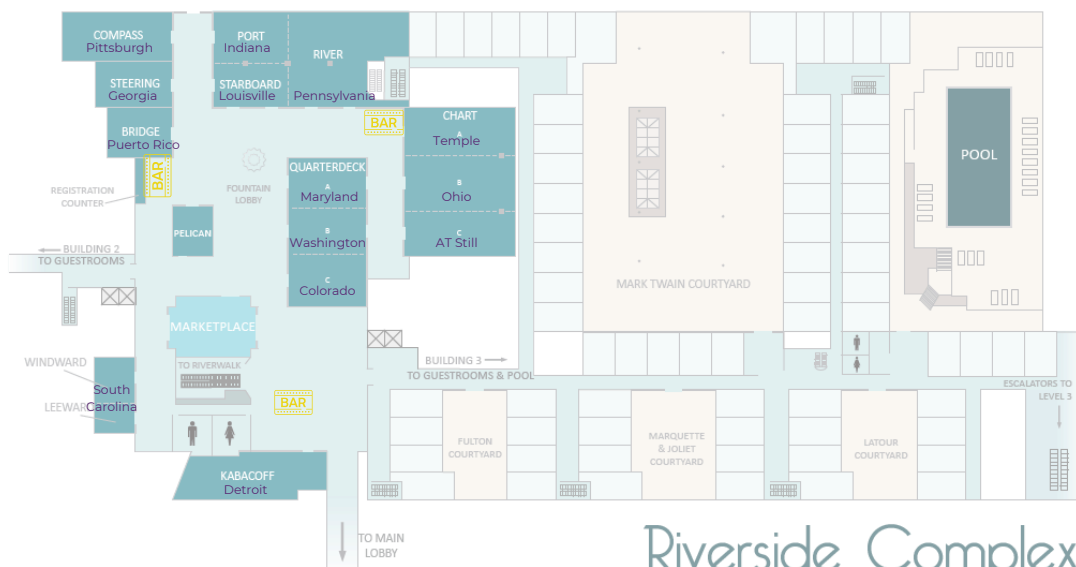 COMPASS
Pittsburgh
PORT
Indiana
RIVER
STEERING
Georgia
STARBOARD
Louisville
Pennsylvania
BRIDGE
Puerto Rico
BAR
CHART
A
Temple
BAR
QUARTERDECK
A
Maryland
B
Ohio
POOL
REGISTRATION
COUNTER
FOUNTAIN
LOBBY
PELICAN
B
Washington
C
AT Still
BUILDING 2
TO GUESTROOMS
C
Colorado
MARK TWAIN COURTYARD
MARKETPLACE
WINDWARD
TO RIVERWALK
BUILDING 3
TO GUESTROOMS & POOL
ESCALATORS TO
LEVEL 3
South
Carolina
LEEWARD
BAR
FULTON
COURTYARD
MARQUETTE
& JOLIET
COURTYARD
LATOUR
COURTYARD
KABACOFF
Detroit
TO MAIN
LOBBY
Riverside Complex